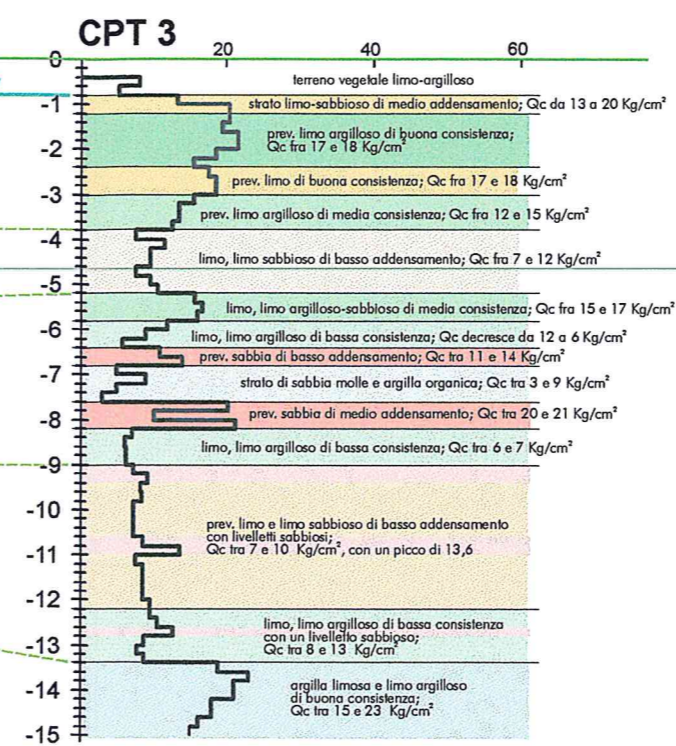 CPT 3
0 20 40 60
terreno vegetale limo-argilloso
-1
strato limo-sabbioso di medio addensamento; Qc da 13 a 20 Kg/cm²
prev. limo argilloso di buona consistenza;
-2
Qc fra 17 e 18 Kg/cm²
prev. limo di buona consistenza; Qc fra 17 e 18 Kg/cm²
-3
prev. limo argilloso di media consistenza; Qc fra 12 e 15 Kg/cm²
-4
limo, limo sabbioso di basso addensamento; Qc fra 7 e 12 Kg/cm²
-5
limo, limo argilloso-sabbioso di media consistenza; Qc fra 15 e 17 Kg/cm²
-6
limo, limo argilloso di bassa consistenza; Qc decresce da 12 a 6 Kg/cm²
prev. sabbia di basso addensamento; Qc tra 11 e 14 Kg/cm²
-7
strato di sabbia molle e argilla organica; Qc tra 3 e 9 Kg/cm²
-8
prev. sabbia di medio addensamento; Qc tra 20 e 21 Kg/cm²
limo, limo argilloso di bassa consistenza; Qc tra 6 e 7 Kg/cm²
-9
-10
prev. limo e limo sabbioso di basso addensamento
con livelletti sabbiosi;
-11
Qc tra 7 e 10 Kg/cm², con un picco di 13,6
-12
limo, limo argilloso di bassa consistenza
con un livelletto sabbioso;
-13
Qc tra 8 e 13 Kg/cm²
-14
argilla limosa e limo argilloso
di buona consistenza;
Qc tra 15 e 23 Kg/cm²
-15